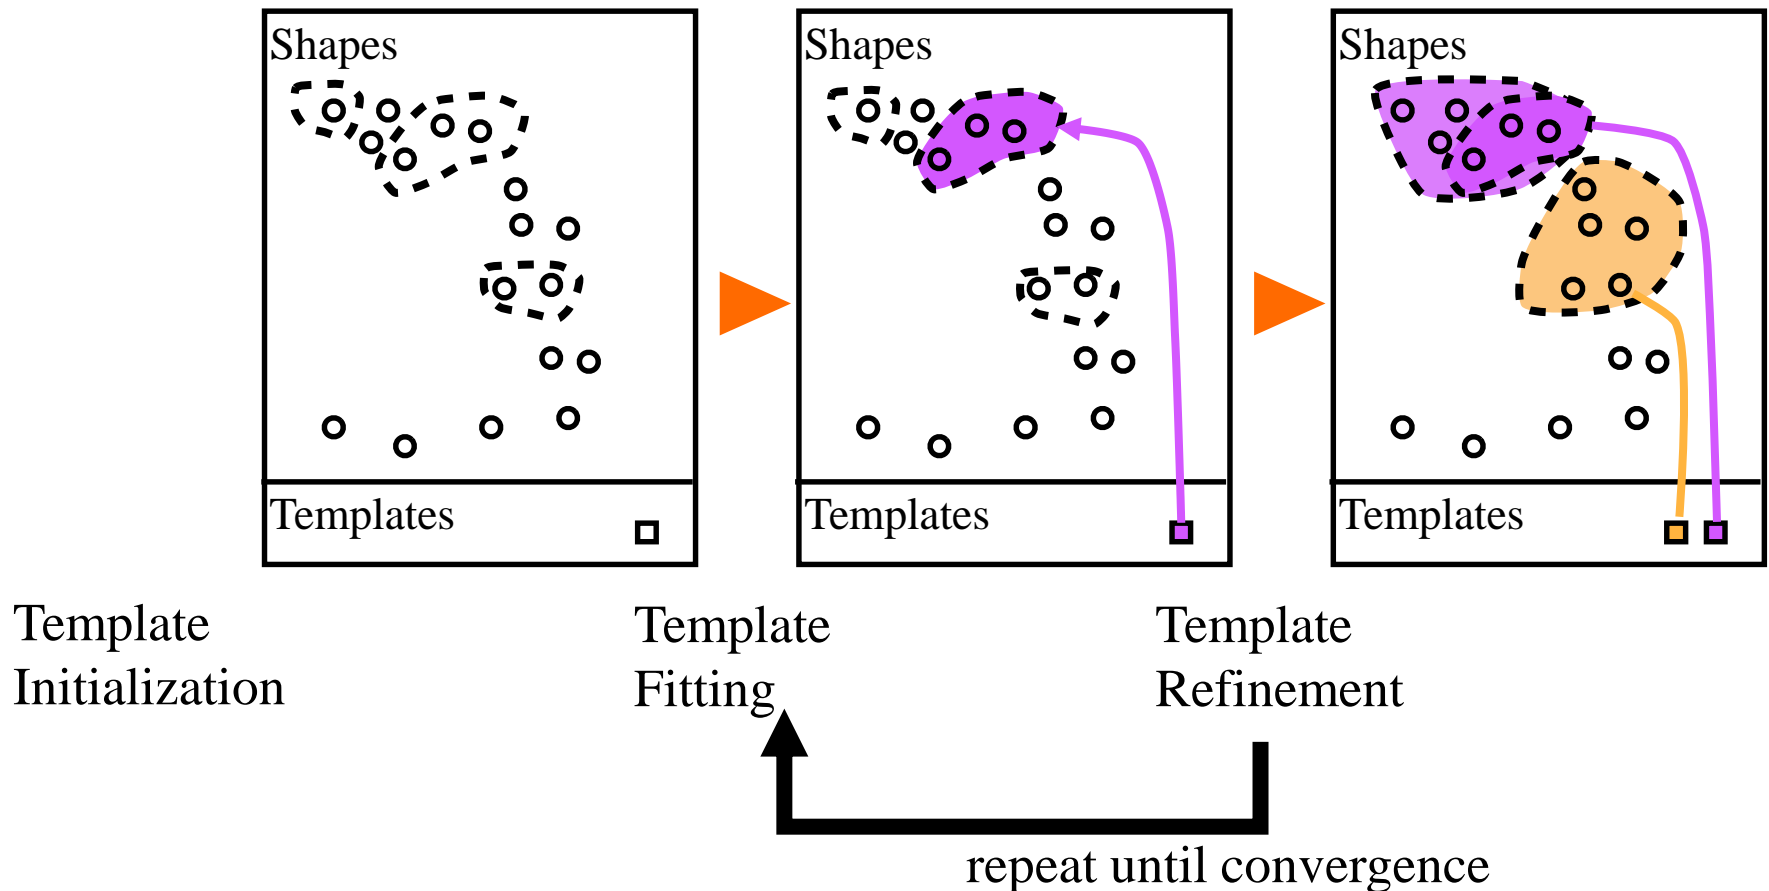 Shapes
Shapes
Shapes
Templates
Templates
Templates
Template
Initialization
Template
Fitting
Template
Refinement
repeat until convergence